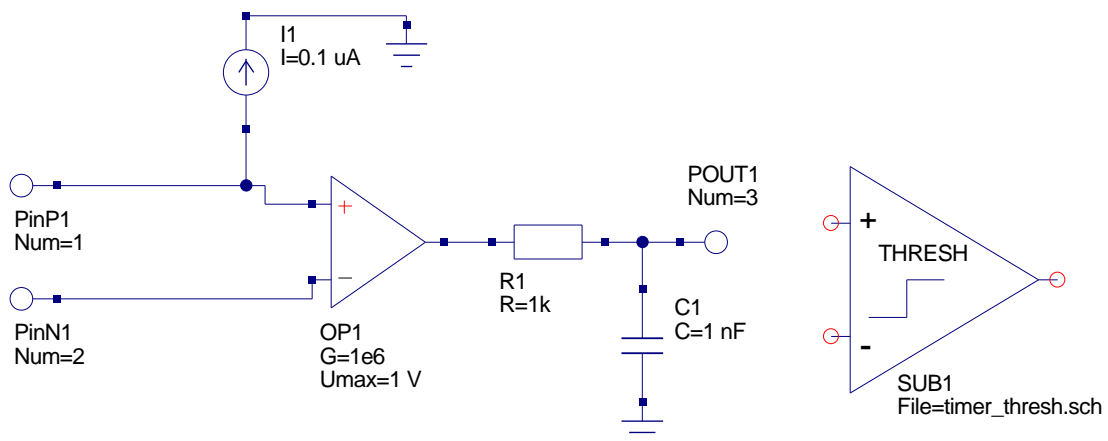 I1
I=0.1 uA
PinP1
Num=1
PinN1
Num=2
+
−
OP1
G=1e6
Umax=1 V
R1
R=1k
POUT1
Num=3
C1
C=1 nF
+
THRESH
-
SUB1
File=timer_thresh.sch